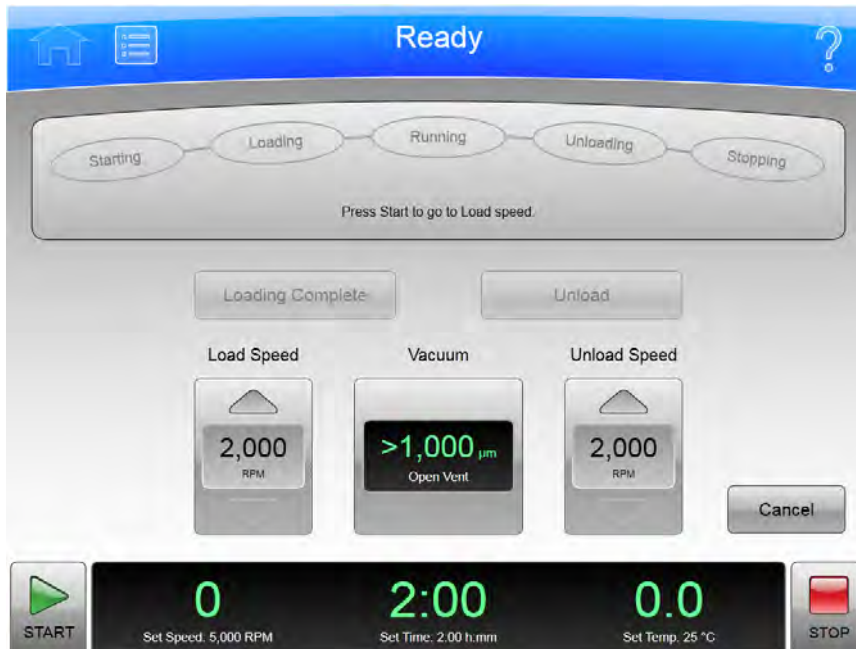 Ready
?
Starting
Loading
Running
Unloading
Stopping
Press Start to go to Load speed.
Loading Complete
Unload
Load Speed
Vacuum
Unload Speed
2,000
RPM
>1,000 µm
Open Vent
2,000
RPM
Cancel
START
0
Set Speed: 5,000 RPM
2:00
Set Time: 2:00 h:mm
0.0
Set Temp: 25 °C
STOP